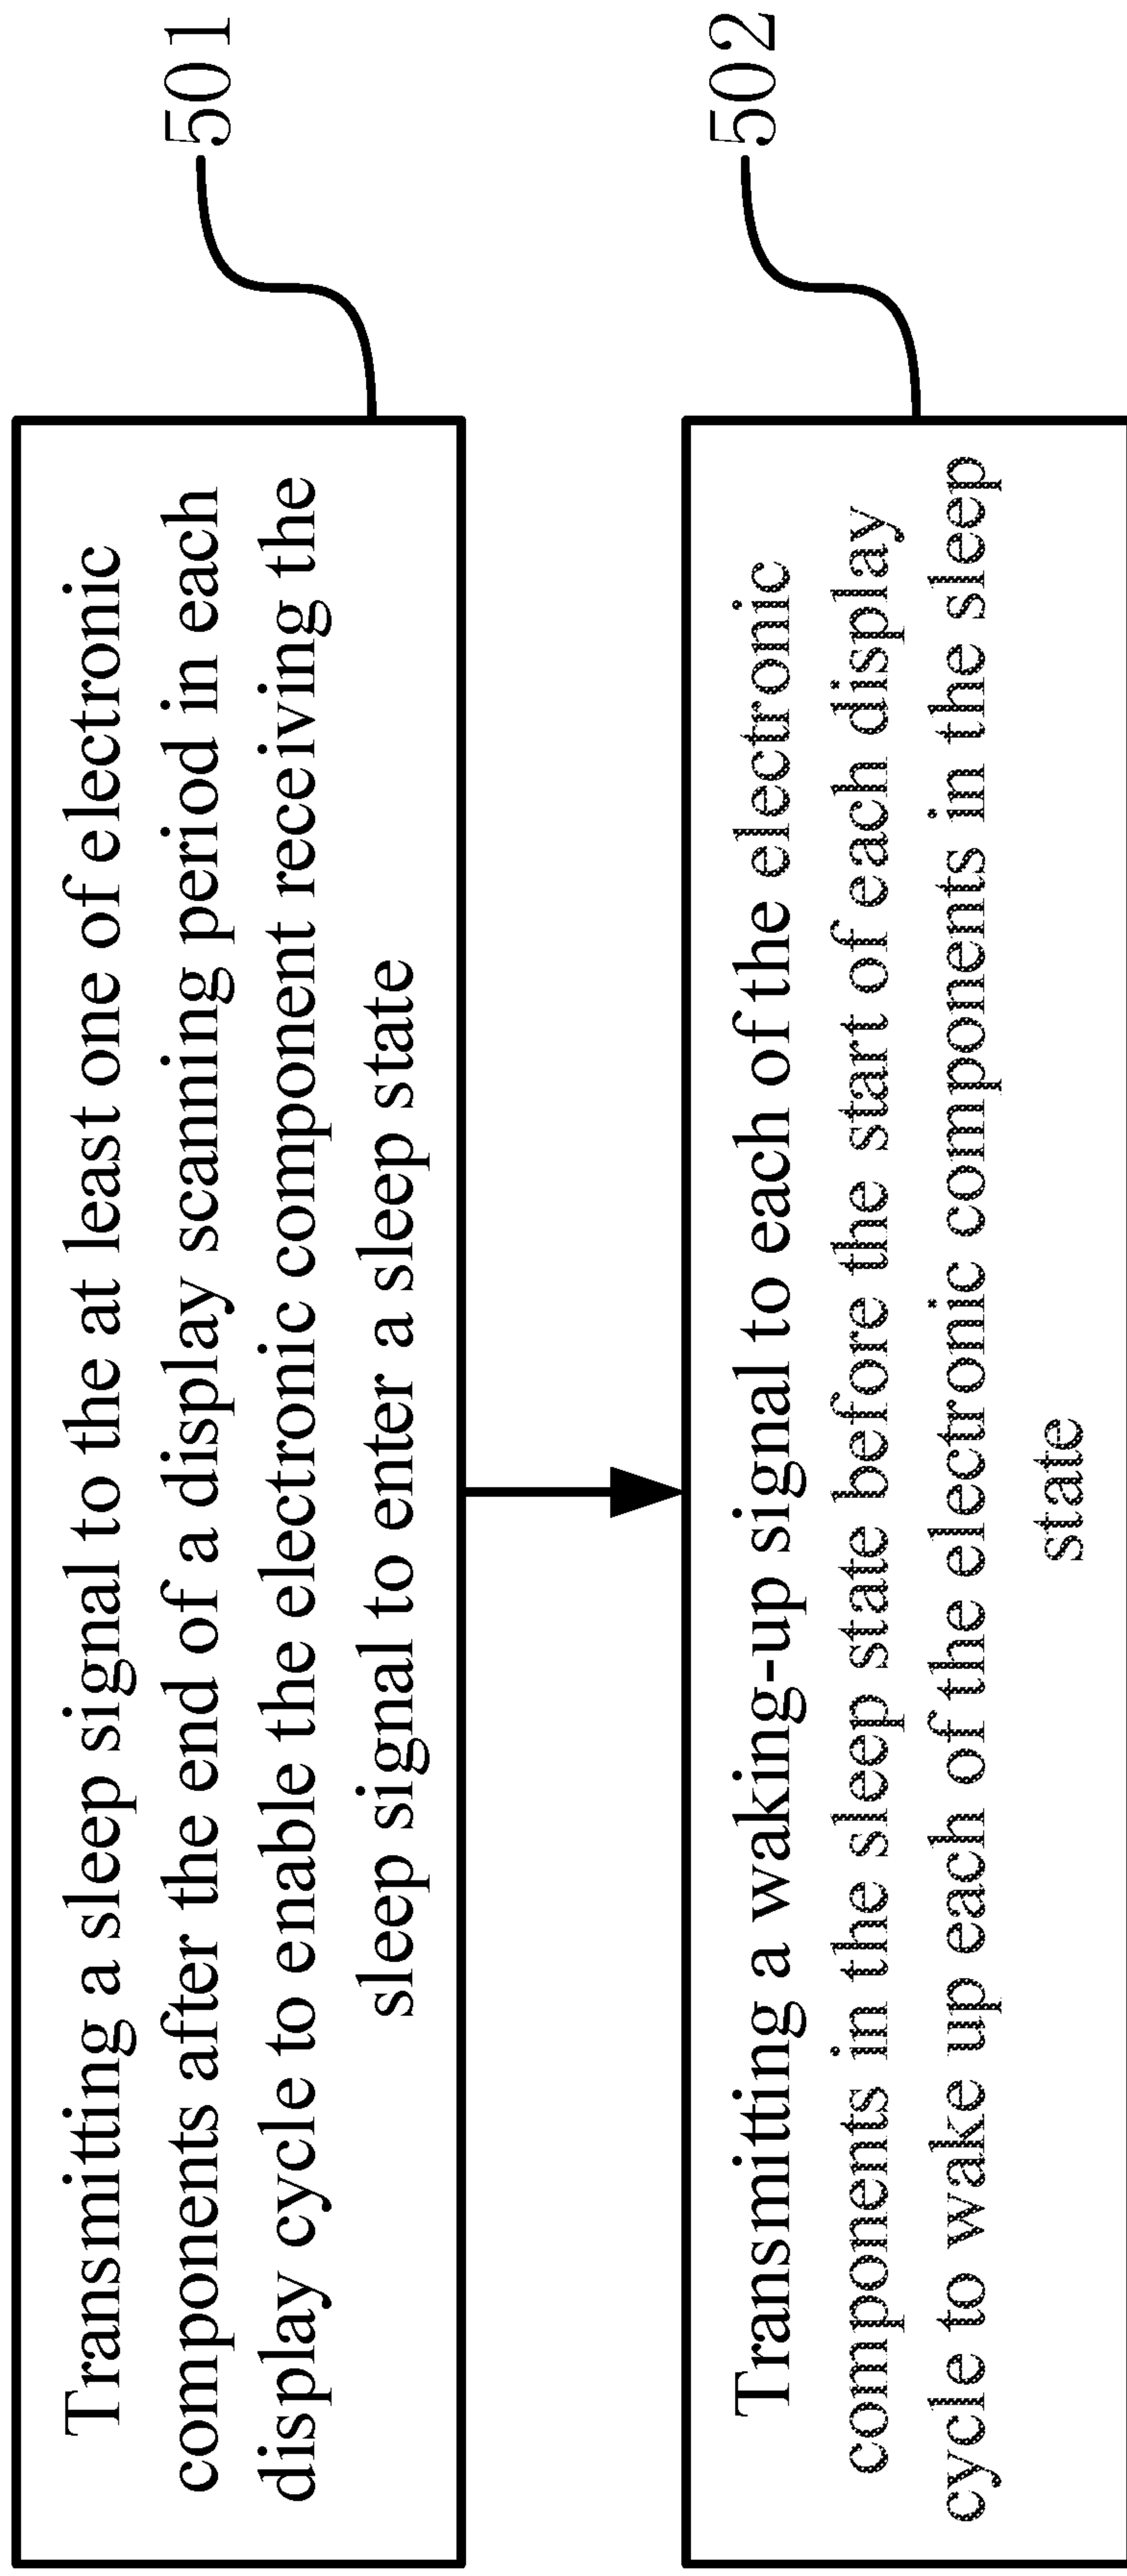 Transmitting a sleep signal to the at least one of electronic
components after the end of a display scanning period in each
display cycle to enable the electronic component receiving the
sleep signal to enter a sleep state
501
Transmitting a waking-up signal to each of the electronic
components in the sleep state before the start of each display
cycle to wake up each of the electronic components in the sleep
state
502